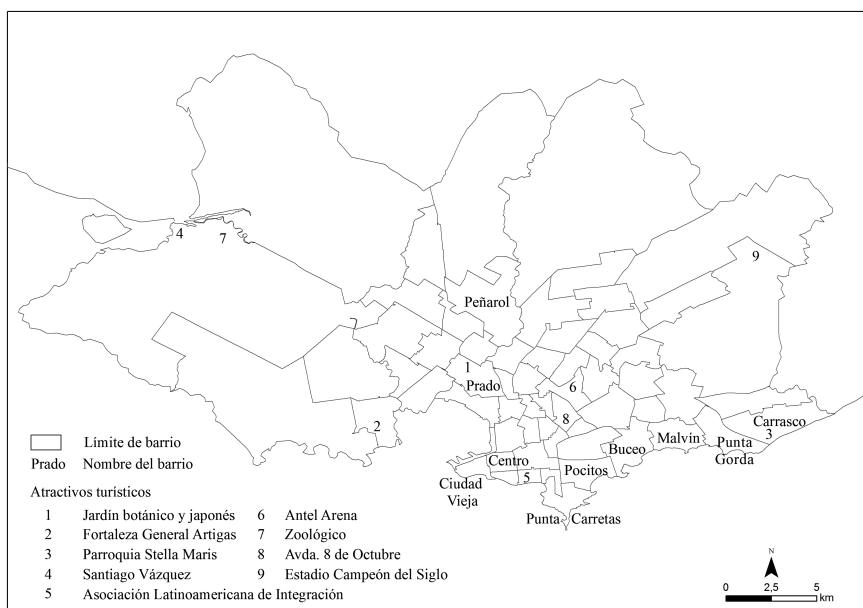 4
7
9
Peñarol
1
Prado
6
2
8
Carrasco
3
Malvín
Punta
Gorda
Buceo
Centro
Pocitos
5
Ciudad
Vieja
Punta Carretas
Límite de barrio
Prado Nombre del barrio
Atractivos turísticos
1 Jardín botánico y japonés 6 Antel Arena
2 Fortaleza General Artigas 7 Zoológico
3 Parroquia Stella Maris 8 Avda. 8 de Octubre
4 Santiago Vázquez 9 Estadio Campeón del Siglo
5 Asociación Latinoamericana de Integración
N
0 2,5 5
km